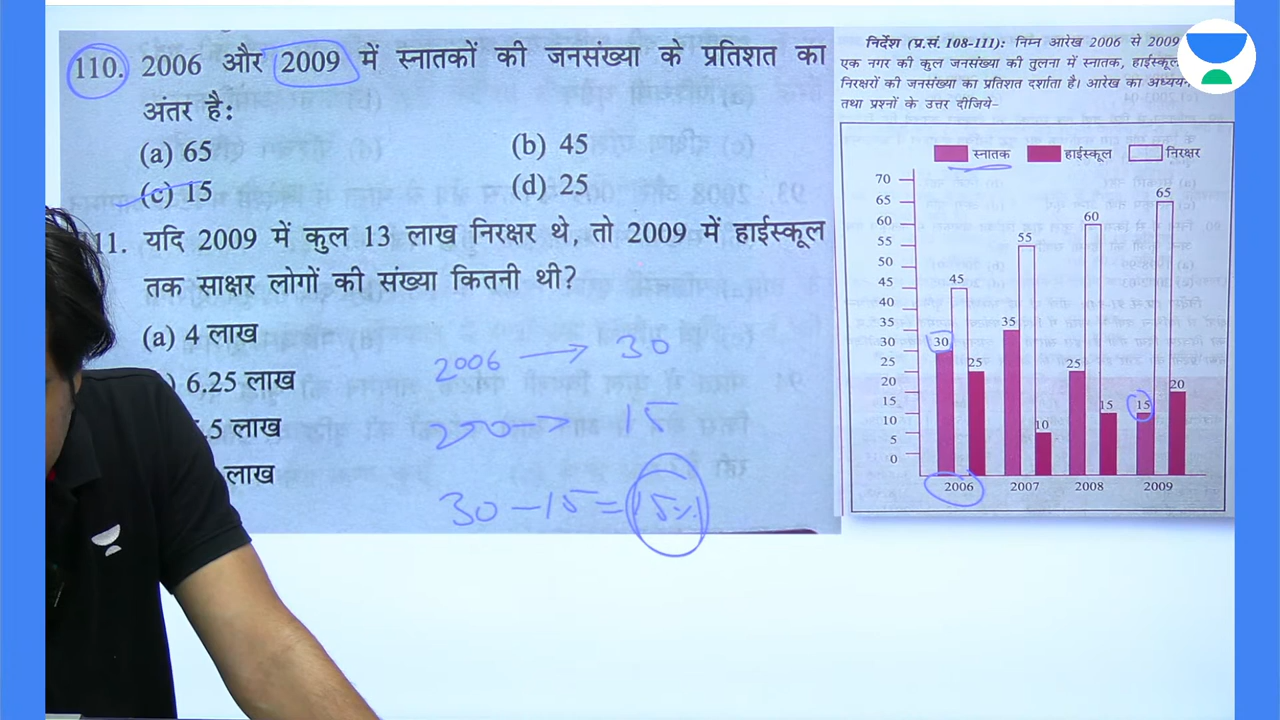 110. 2006 और 2009 में स्नातकों की जनसंख्या के प्रतिशत का
अंतर है:
(a) 65
(b) 45
(c) 15
(d) 25
11. यदि 2009 में कुल 13 लाख निरक्षर थे, तो 2009 में हाईस्कूल
तक साक्षर लोगों की संख्या कितनी थी?
(a) 4 लाख
) 6.25 लाख
.5 लाख
लाख
2006 → 30
→ 15
30 - 15 = 15%
निर्देश (प्र.सं. 108-111): निम्न आरेख 2006 से 2009
एक नगर की कुल जनसंख्या की तुलना में स्नातक, हाईस्कूल
निरक्षरों की जनसंख्या का प्रतिशत दर्शाता है। आरेख का अध्ययन
तथा प्रश्नों के उत्तर दीजिये-
स्नातक हाईस्कूल निरक्षर
70
65
60
55
50
45
40
35
30
25
20
15
10
5
0
30 45 25
35 55 10
25 60 15
15 65 20
2006 2007 2008 2009